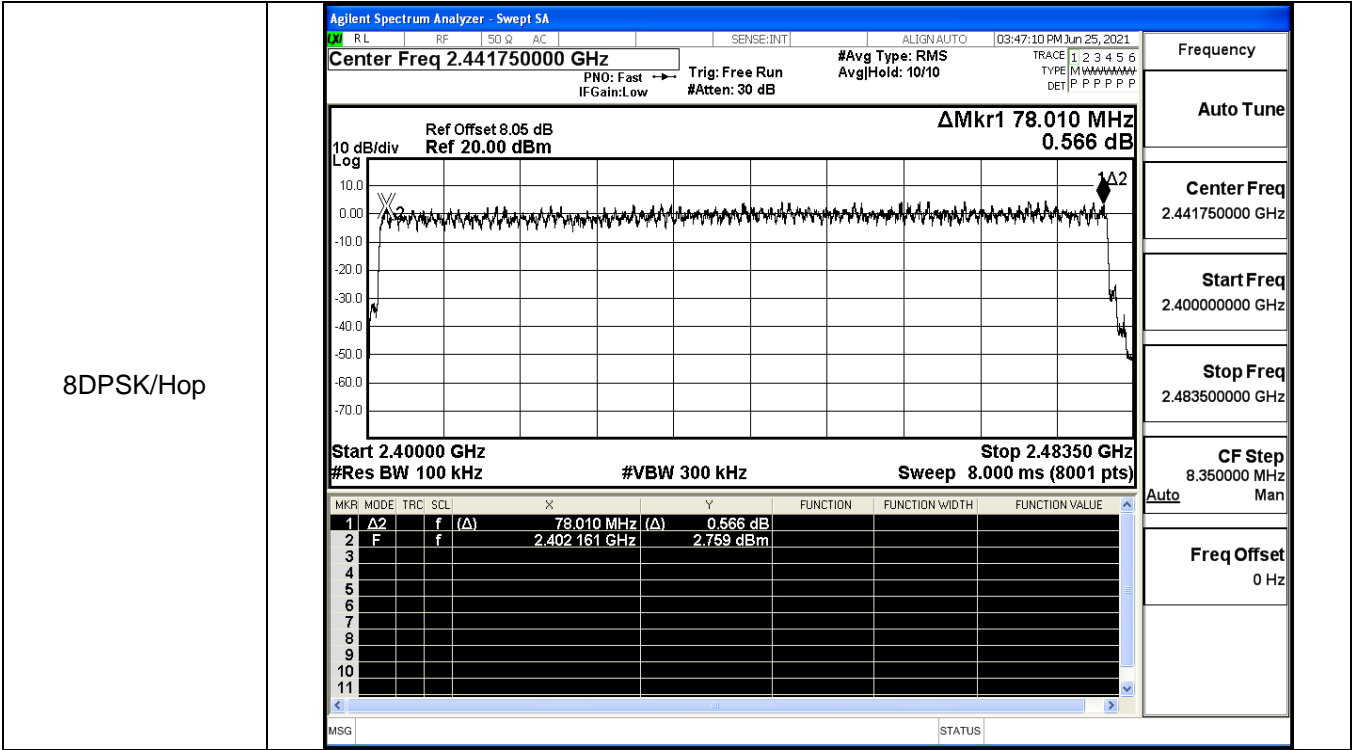 8DPSK/Hop
Agilent Spectrum Analyzer - Swept SA
LXI RL RF 50 Ω AC SENSE:INT ALIGN AUTO 03:47:10 PM Jun 25, 2021
Center Freq 2.441750000 GHz
PNO: Fast
IFGain:Low
Trig: Free Run
#Atten: 30 dB
#Avg Type: RMS
Avg|Hold: 10/10
TRACE 1 2 3 4 5 6
TYPE M WWWWW
DET P P P P P P
Frequency
Auto Tune
Center Freq
2.441750000 GHz
Start Freq
2.400000000 GHz
Stop Freq
2.483500000 GHz
CF Step
8.350000 MHz
Auto Man
Freq Offset
0 Hz
ΔMkr1 78.010 MHz
0.566 dB
Ref Offset 8.05 dB
10 dB/div Ref 20.00 dBm
Log
10.0
0.00
-10.0
-20.0
-30.0
-40.0
-50.0
-60.0
-70.0
2
1Δ2
Start 2.40000 GHz Stop 2.48350 GHz
#Res BW 100 kHz #VBW 300 kHz Sweep 8.000 ms (8001 pts)
MKR MODE TRC SCL X Y FUNCTION FUNCTION WIDTH FUNCTION VALUE
1 Δ2 f (Δ) 78.010 MHz (Δ) 0.566 dB
2 F f 2.402 161 GHz 2.759 dBm
3
4
5
6
7
8
9
10
11
MSG STATUS